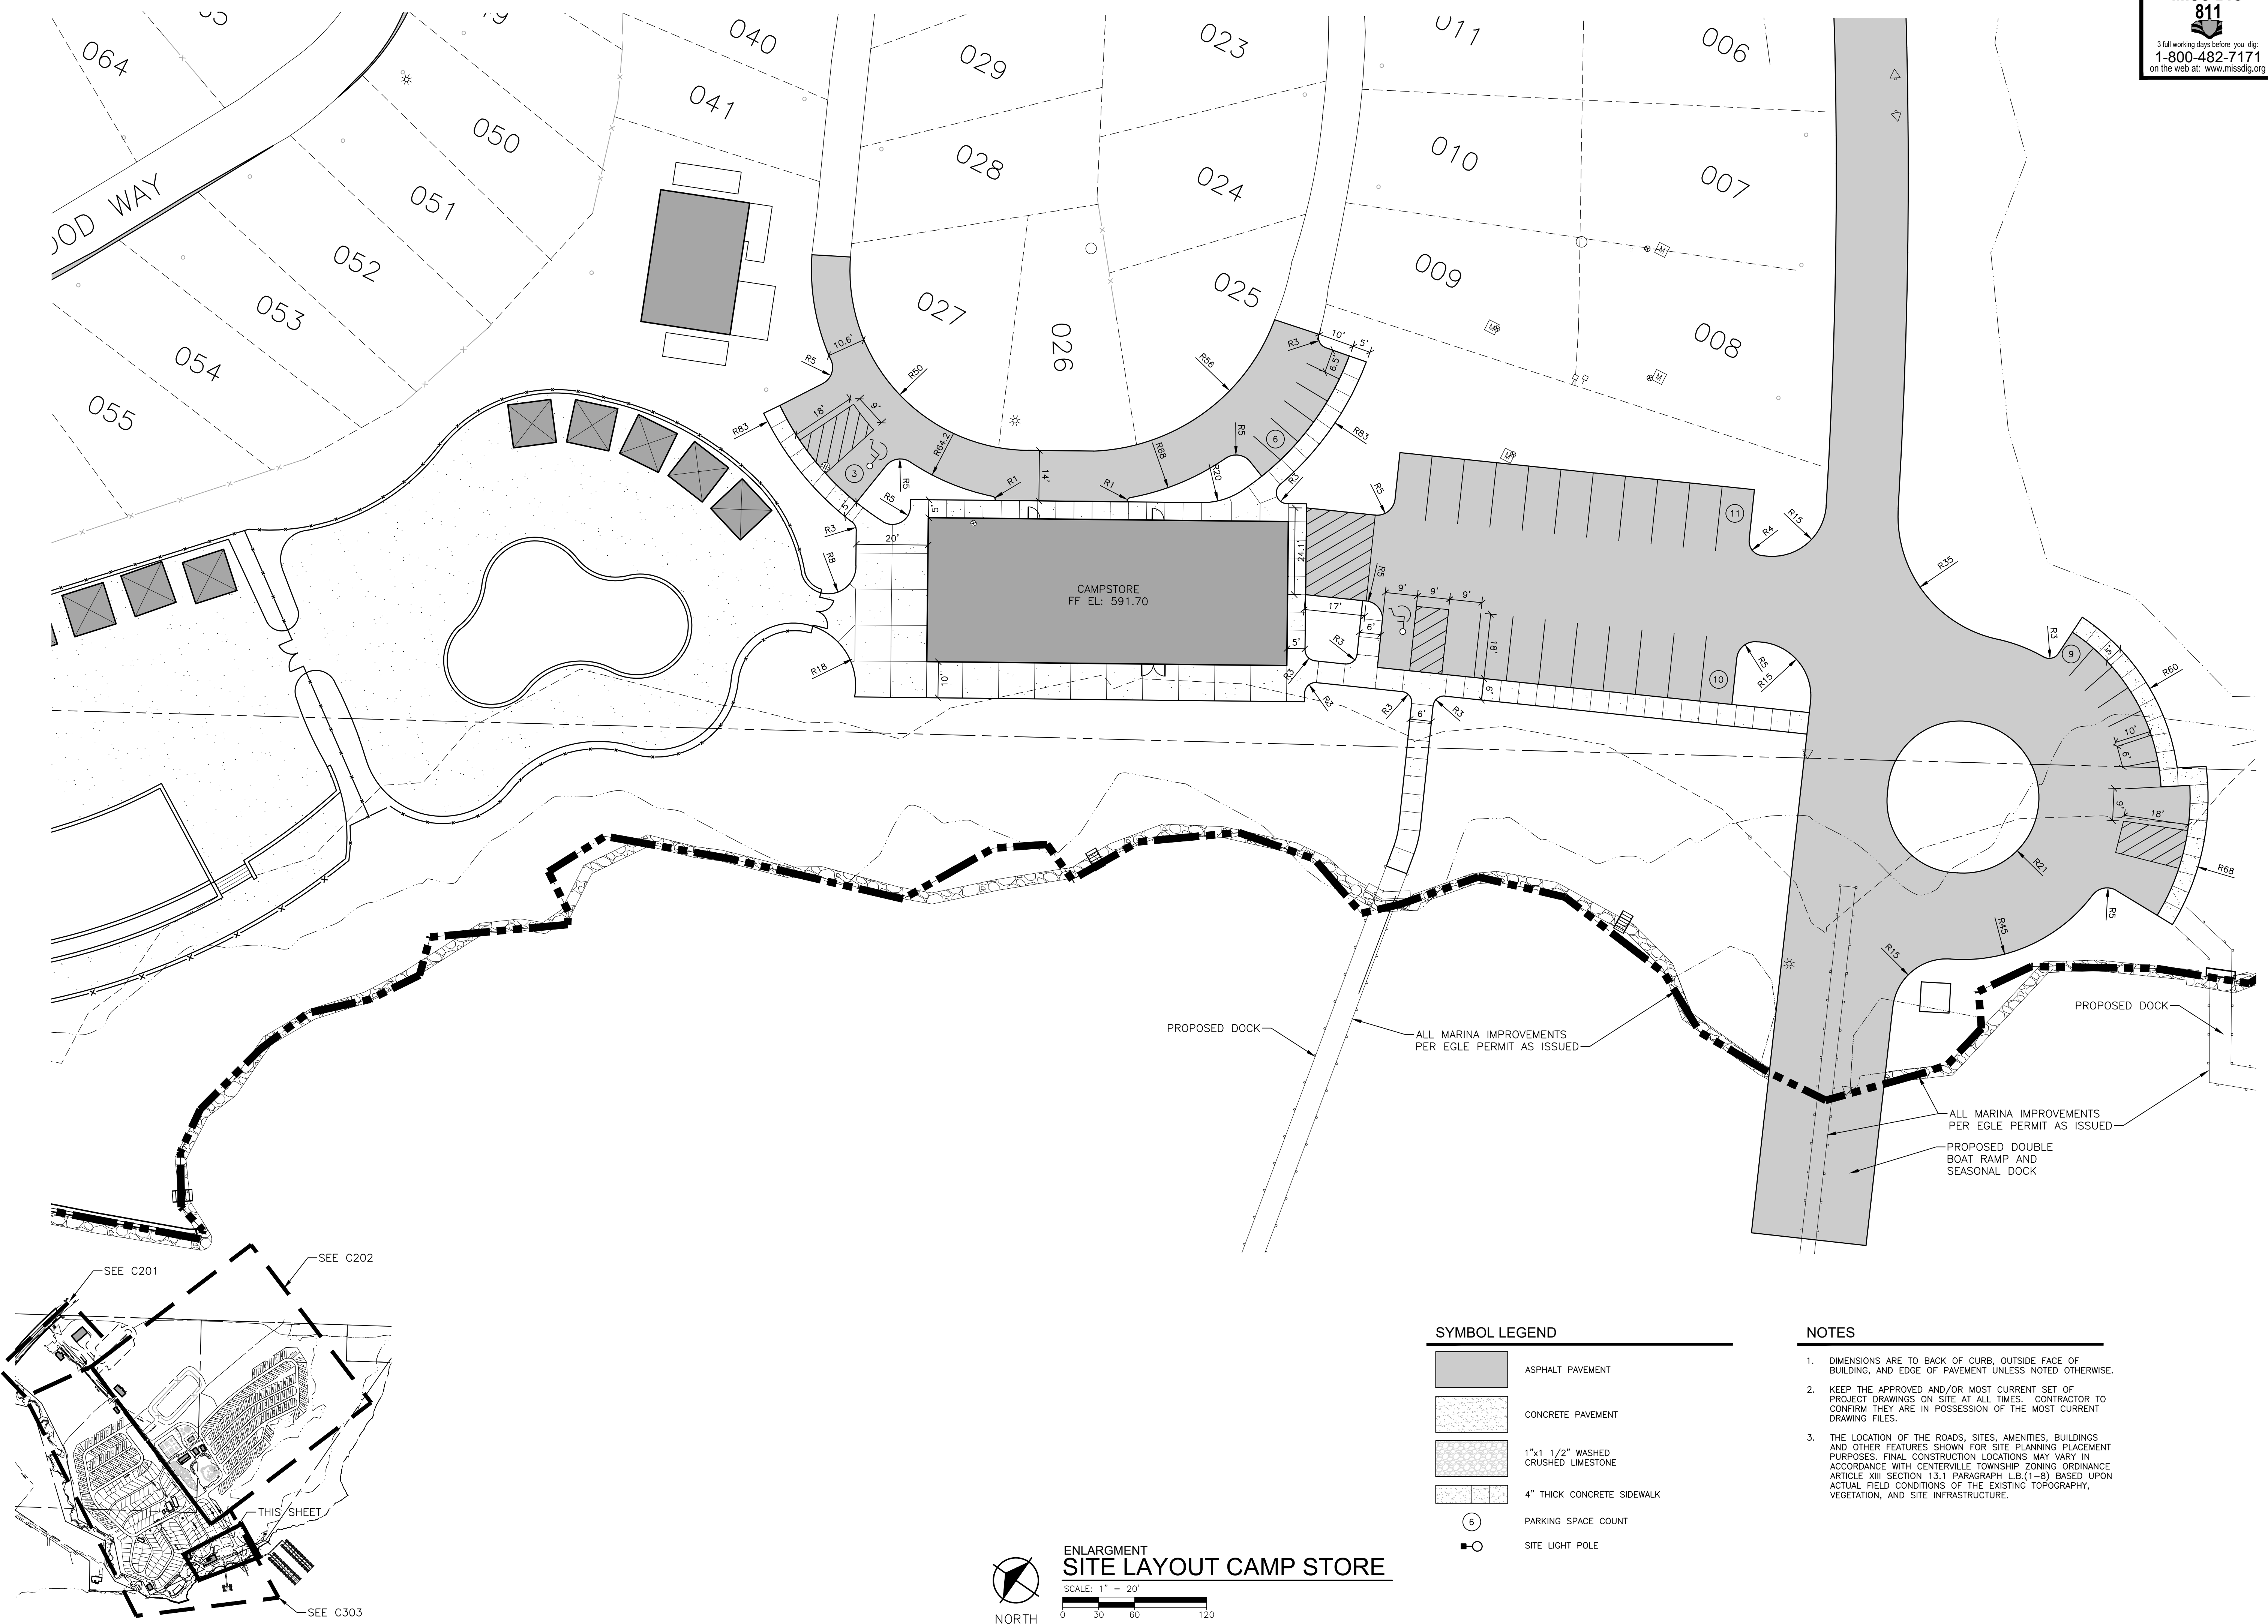 811
3 full working days before you dig:
1-800-482-7171
on the web at: www.missdig.org
064
040
029
023
011
006
041
050
028
010
007
024
051
OOD WAY
052
009
025
027
053
026
008
054
055
10.6'
R5
R50
R56
R3
10'
5'
6.5'
18'
9'
R83
R64.2
3
R5
R5
5'
R3
R8
20'
5'
R1
14'
R1
R68
R20
R5
6
R83
R3
R5
24.1'
R5
11
R4
R15
R35
CAMPSTORE
FF EL: 591.70
17'
9'
9'
9'
6'
18'
5'
R3
R3
R18
10'
R3
R3
6'
R3
6'
10
R5
R15
R3
9
5'
R60
10'
6'
9'
18'
R21
R68
R5
R45
R15
PROPOSED DOCK
ALL MARINA IMPROVEMENTS
PER EGLE PERMIT AS ISSUED
PROPOSED DOCK
ALL MARINA IMPROVEMENTS
PER EGLE PERMIT AS ISSUED
PROPOSED DOUBLE
BOAT RAMP AND
SEASONAL DOCK
SEE C202
SEE C201
THIS SHEET
SEE C303
NORTH
ENLARGMENT
SITE LAYOUT CAMP STORE
SCALE: 1" = 20'
0 30 60 120
SYMBOL LEGEND
ASPHALT PAVEMENT
CONCRETE PAVEMENT
1"x1 1/2" WASHED
CRUSHED LIMESTONE
4" THICK CONCRETE SIDEWALK
6 PARKING SPACE COUNT
SITE LIGHT POLE
NOTES
1. DIMENSIONS ARE TO BACK OF CURB, OUTSIDE FACE OF
BUILDING, AND EDGE OF PAVEMENT UNLESS NOTED OTHERWISE.
2. KEEP THE APPROVED AND/OR MOST CURRENT SET OF
PROJECT DRAWINGS ON SITE AT ALL TIMES. CONTRACTOR TO
CONFIRM THEY ARE IN POSSESSION OF THE MOST CURRENT
DRAWING FILES.
3. THE LOCATION OF THE ROADS, SITES, AMENITIES, BUILDINGS
AND OTHER FEATURES SHOWN FOR SITE PLANNING PLACEMENT
PURPOSES. FINAL CONSTRUCTION LOCATIONS MAY VARY IN
ACCORDANCE WITH CENTERVILLE TOWNSHIP ZONING ORDINANCE
ARTICLE XIII SECTION 13.1 PARAGRAPH L.B.(1-8) BASED UPON
ACTUAL FIELD CONDITIONS OF THE EXISTING TOPOGRAPHY,
VEGETATION, AND SITE INFRASTRUCTURE.